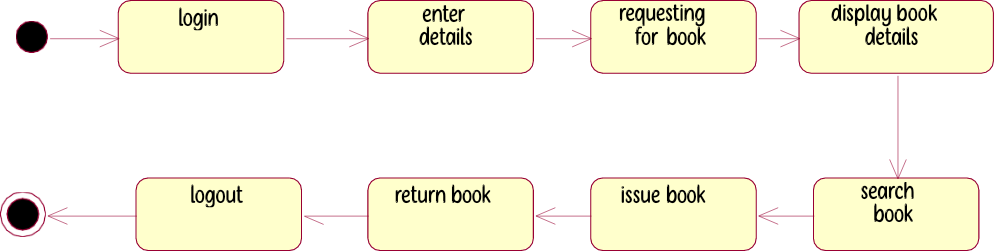 login
enter
details
requesting
for book
display book
details
logout
return book
issue book
search
book